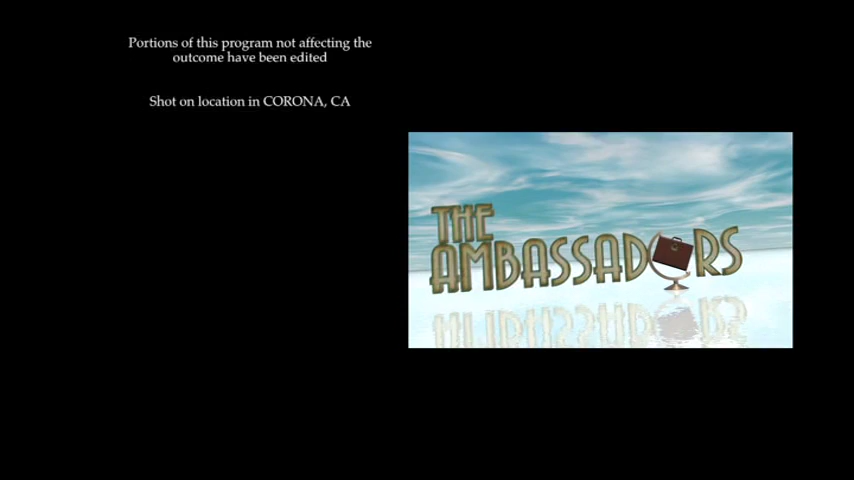 Portions of this program not affecting the
outcome have been edited
Shot on location in CORONA, CA
THE
AMBASSADORS